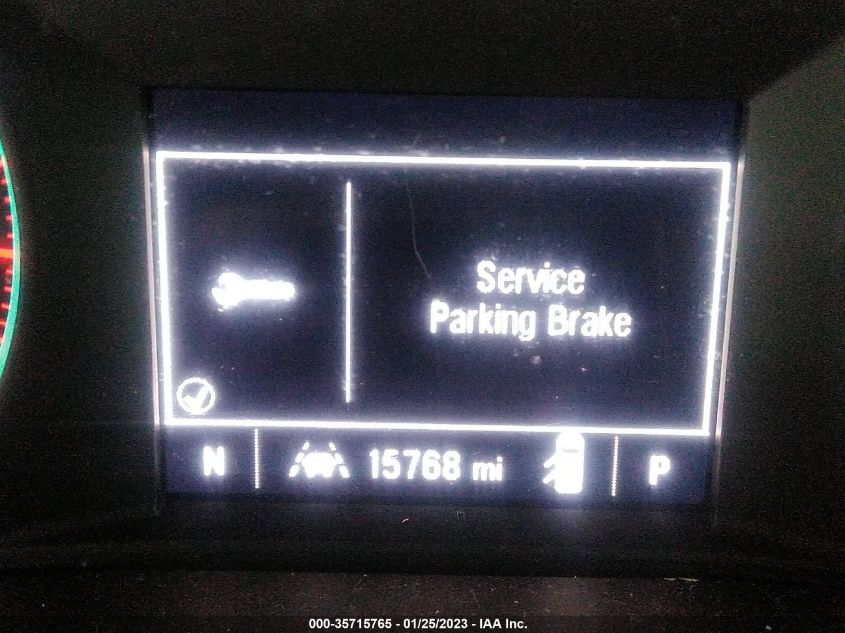 Service
Parking Brake
N 15768 mi P
000-35715765 - 01/25/2023 - IAA Inc.